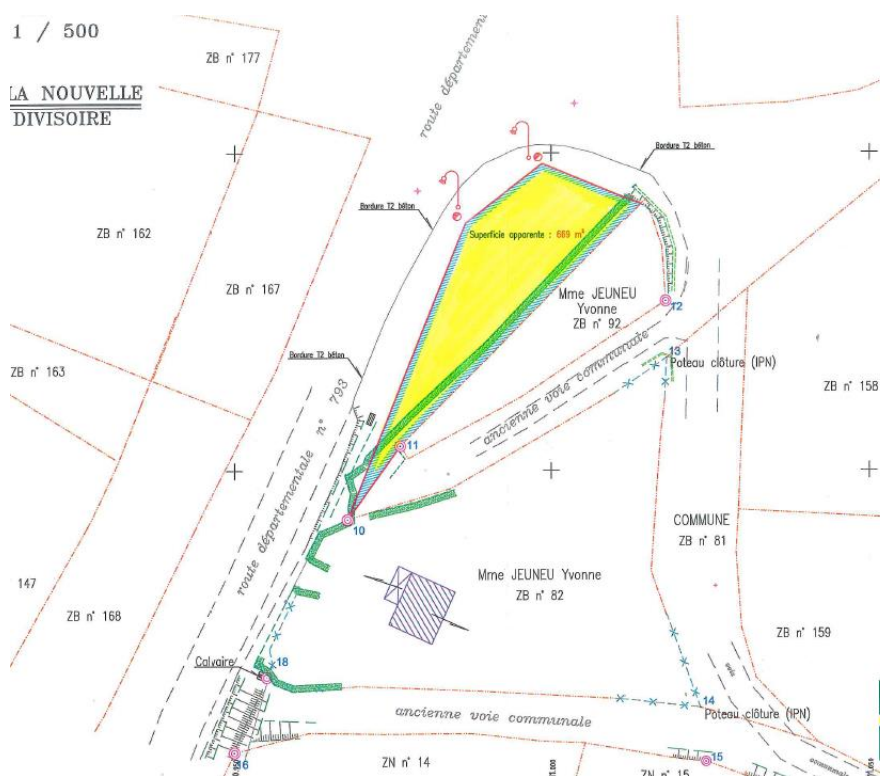 1 / 500
ZB n° 177
LA NOUVELLE
DIVISOIRE
route départemen
Bordure T2 béton
Bordure T2 béton
ZB n° 162
Superficie apparente : 669 m²
ZB n° 167
Mme JEUNEU
Yvonne
ZB n° 92
12
Bordure T2 béton
13
Poteau clôture (IPN)
ZB n° 163
ZB n° 158
ancienne voie communale
11
route départementale n° 793
10
COMMUNE
ZB n° 81
147
Mme JEUNEU Yvonne
ZB n° 82
ZB n° 168
ZB n° 159
Calvaire
18
14
ancienne voie communale
Poteau clôture (IPN)
16
ZN n° 14
15
ZN n° 15